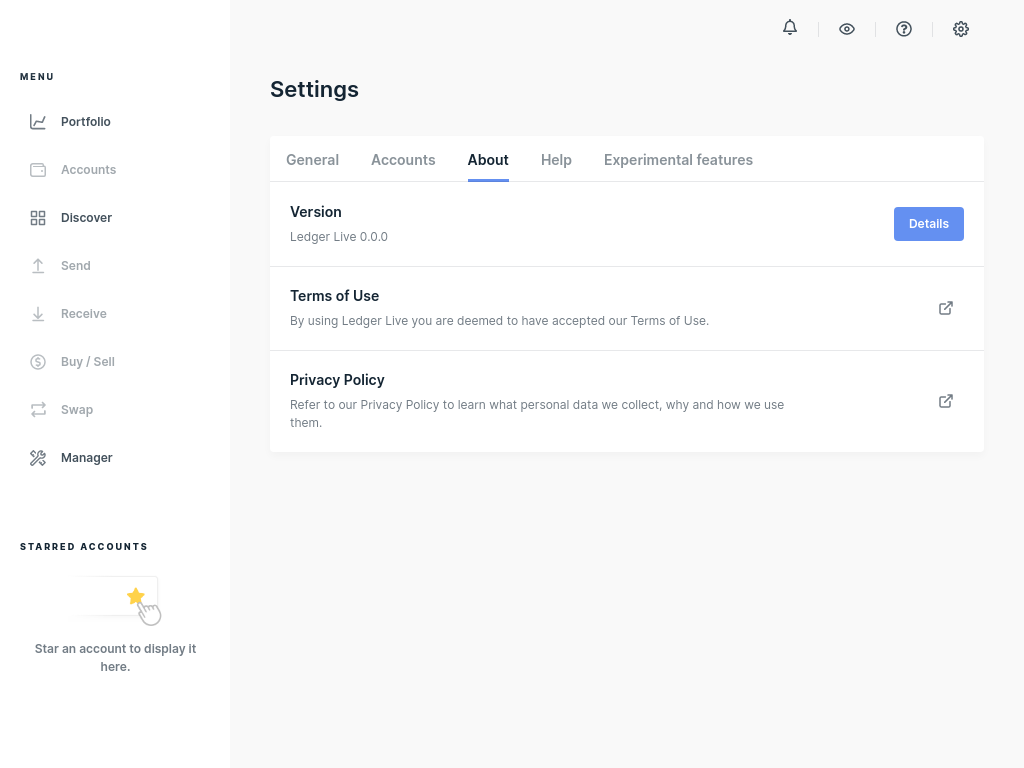 MENU
Portfolio
Accounts
Discover
Send
Receive
Buy / Sell
Swap
Manager
STARRED ACCOUNTS
Star an account to display it
here.
Settings
General Accounts About Help Experimental features
Version
Ledger Live 0.0.0
Details
Terms of Use
By using Ledger Live you are deemed to have accepted our Terms of Use.
Privacy Policy
Refer to our Privacy Policy to learn what personal data we collect, why and how we use
them.